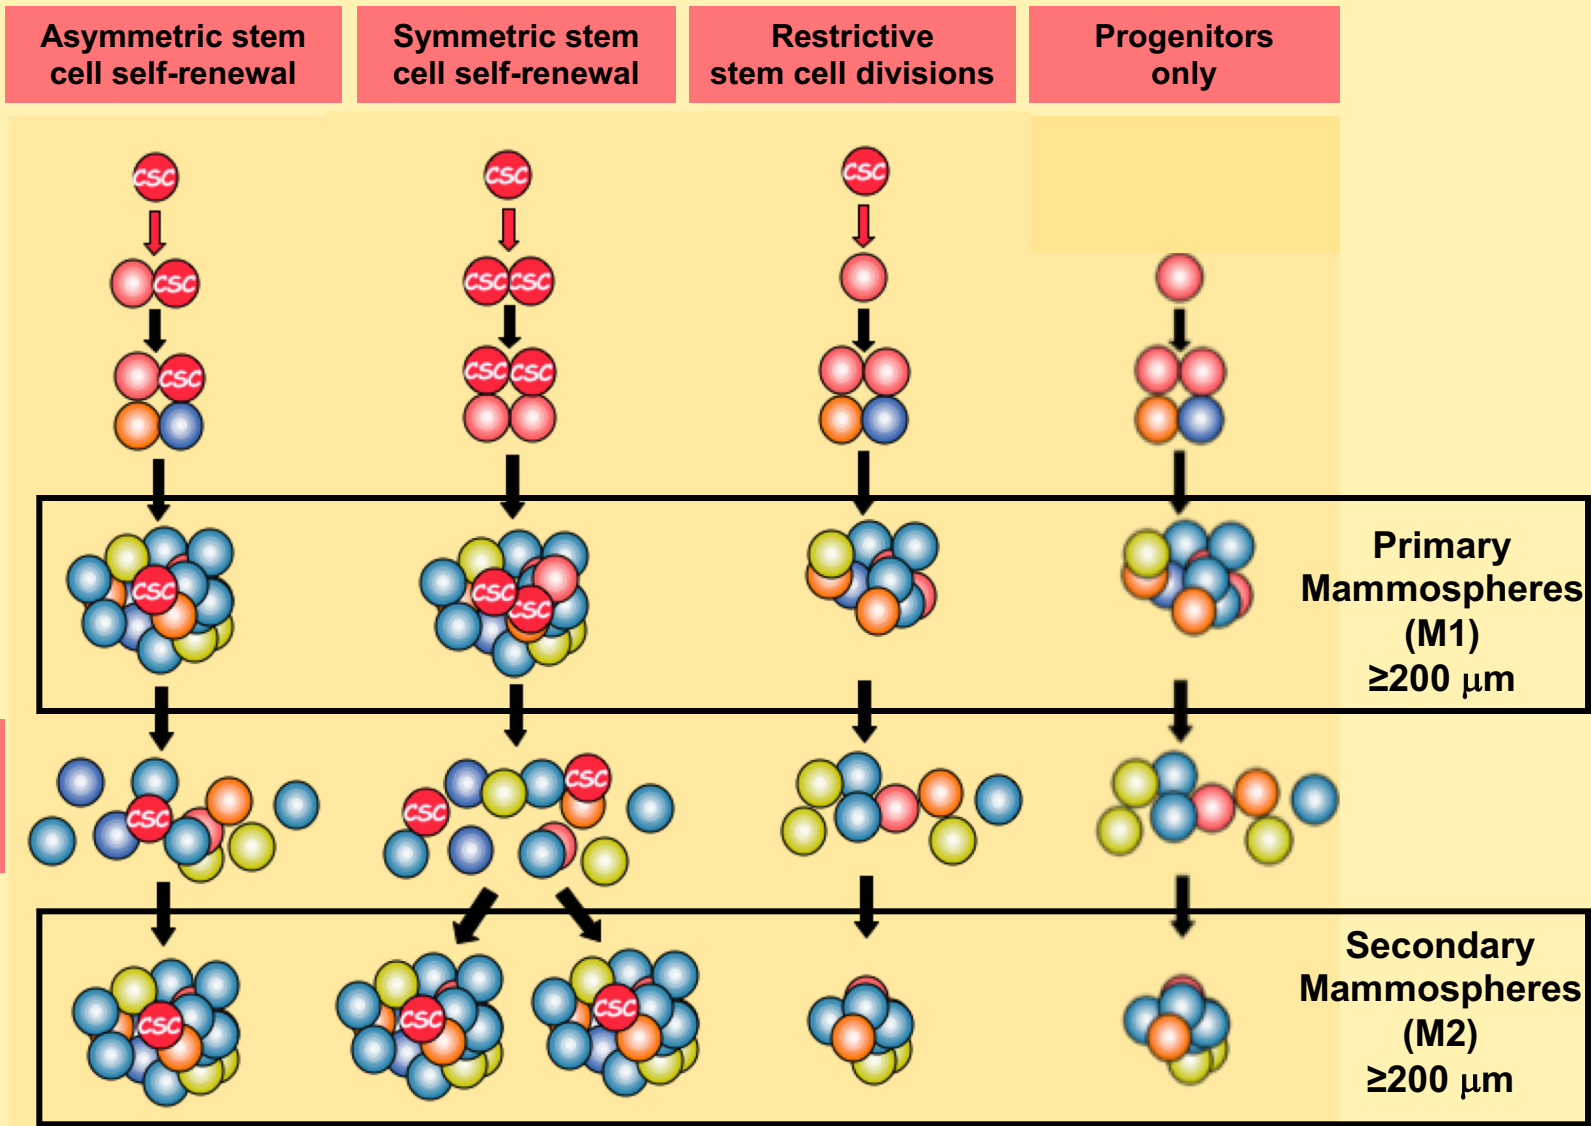 Asymmetric stem
cell self-renewal
Symmetric stem
cell self-renewal
Restrictive
stem cell divisions
Progenitors
only
CSC
CSC
CSC
CSC
CSC CSC
CSC
CSC CSC
CSC
CSC
CSC
Primary
Mammospheres
(M1)
≥200 μm
CSC
CSC
CSC
CSC
CSC
CSC
Secondary
Mammospheres
(M2)
≥200 μm